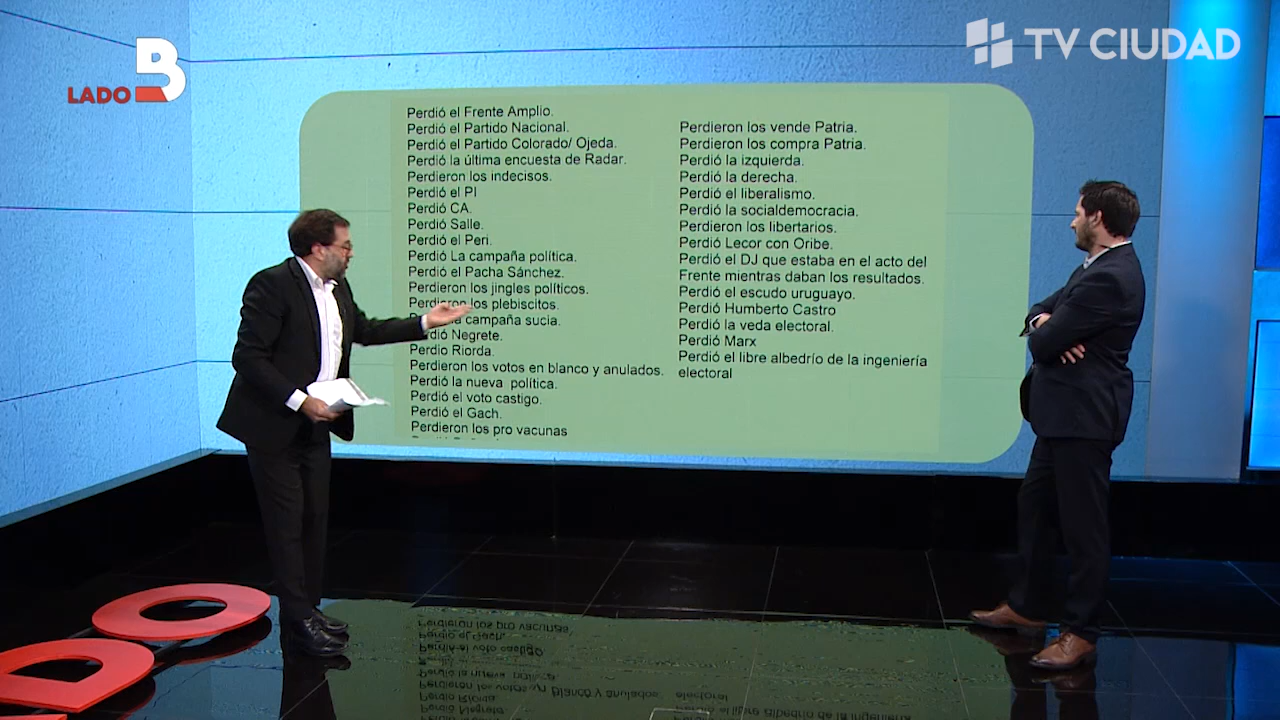 LADO B
TV CIUDAD
Perdió el Frente Amplio.
Perdió el Partido Nacional.
Perdió el Partido Colorado/ Ojeda.
Perdió la última encuesta de Radar.
Perdieron los indecisos.
Perdió el PI
Perdió CA.
Perdió Salle.
Perdió el Peri.
Perdió La campaña política.
Perdió el Pacha Sánchez.
Perdieron los jingles políticos.
Perdieron los plebiscitos.
campaña sucia.
Perdió Negrete.
Perdio Riorda.
Perdieron los votos en blanco y anulados.
Perdió la nueva política.
Perdió el voto castigo.
Perdió el Gach.
Perdieron los pro vacunas
Perdieron los vende Patria.
Perdieron los compra Patria.
Perdió la izquierda.
Perdió la derecha.
Perdió el liberalismo.
Perdió la socialdemocracia.
Perdieron los libertarios.
Perdió Lecor con Oribe.
Perdió el DJ que estaba en el acto del
Frente mientras daban los resultados.
Perdió el escudo uruguayo.
Perdió Humberto Castro
Perdió la veda electoral.
Perdió Marx
Perdió el libre albedrío de la ingeniería
electoral